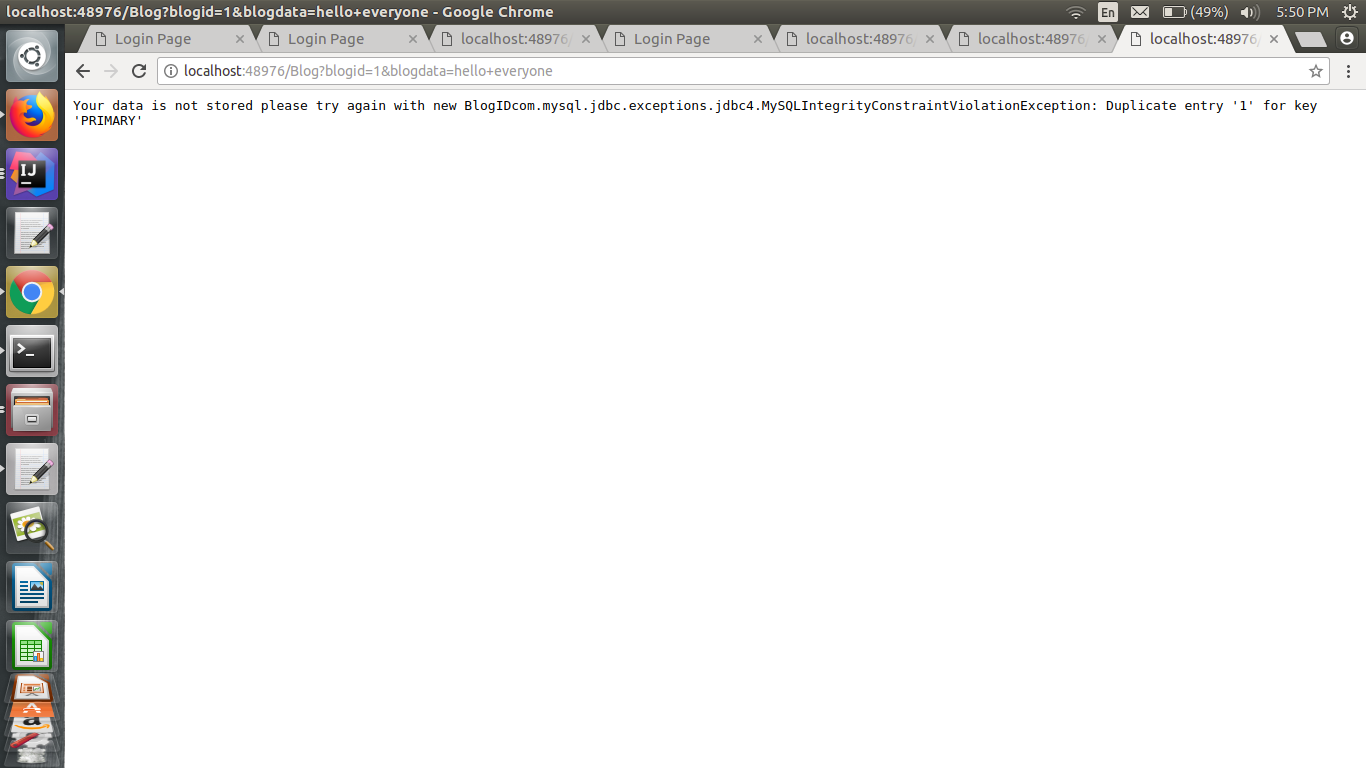 localhost:48976/Blog?blogid=1&blogdata=hello+everyone - Google Chrome
En
(49%)
5:50 PM
Login Page
Login Page
localhost:48976/
Login Page
localhost:48976/
localhost:48976/
localhost:48976/
localhost:48976/Blog?blogid=1&blogdata=hello+everyone
Your data is not stored please try again with new BlogIDcom.mysql.jdbc.exceptions.jdbc4.MySQLIntegrityConstraintViolationException: Duplicate entry '1' for key
'PRIMARY'
IJ
>_
a